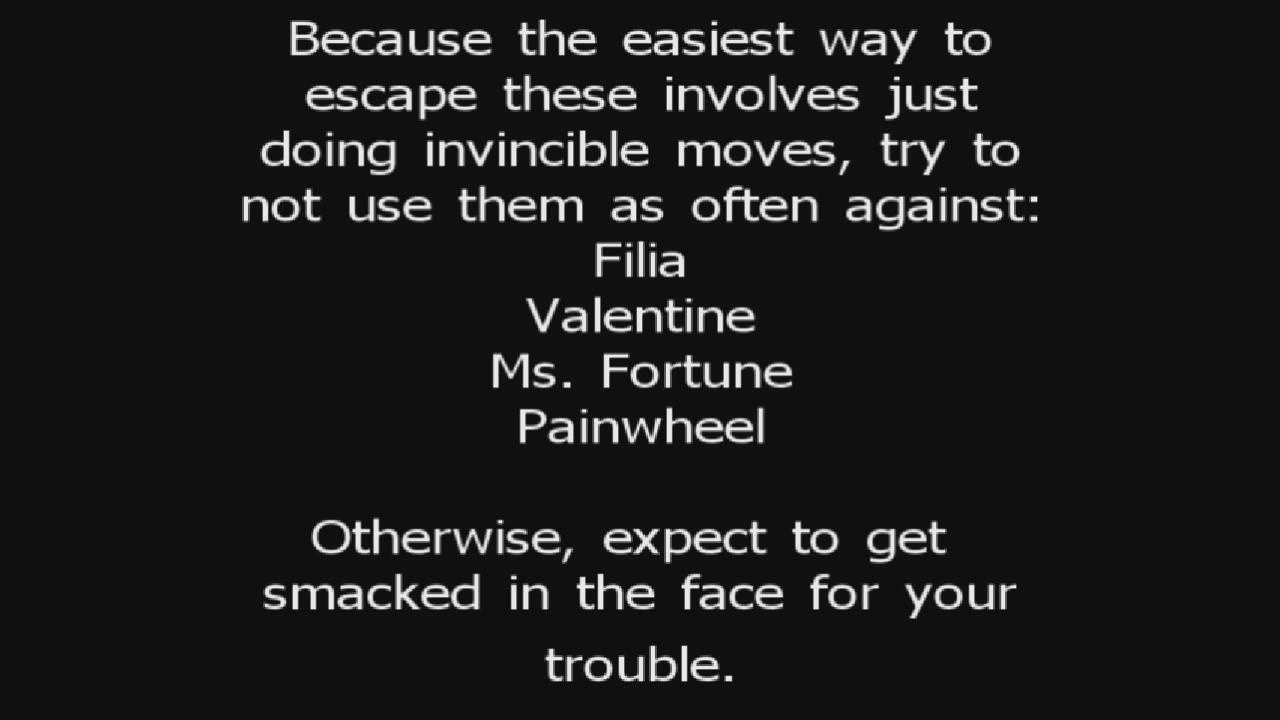 Because the easiest way to
escape these involves just
doing invincible moves, try to
not use them as often against:
Filia
Valentine
Ms. Fortune
Painwheel
Otherwise, expect to get
smacked in the face for your
trouble.